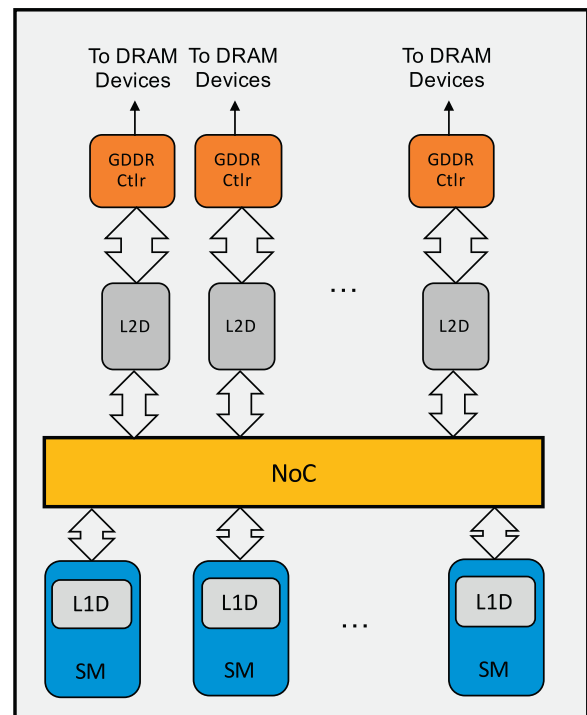 To DRAM
Devices
To DRAM
Devices
To DRAM
Devices
GDDR
Ctlr
GDDR
Ctlr
GDDR
Ctlr
...
L2D
L2D
L2D
NoC
L1D
SM
L1D
SM
...
L1D
SM